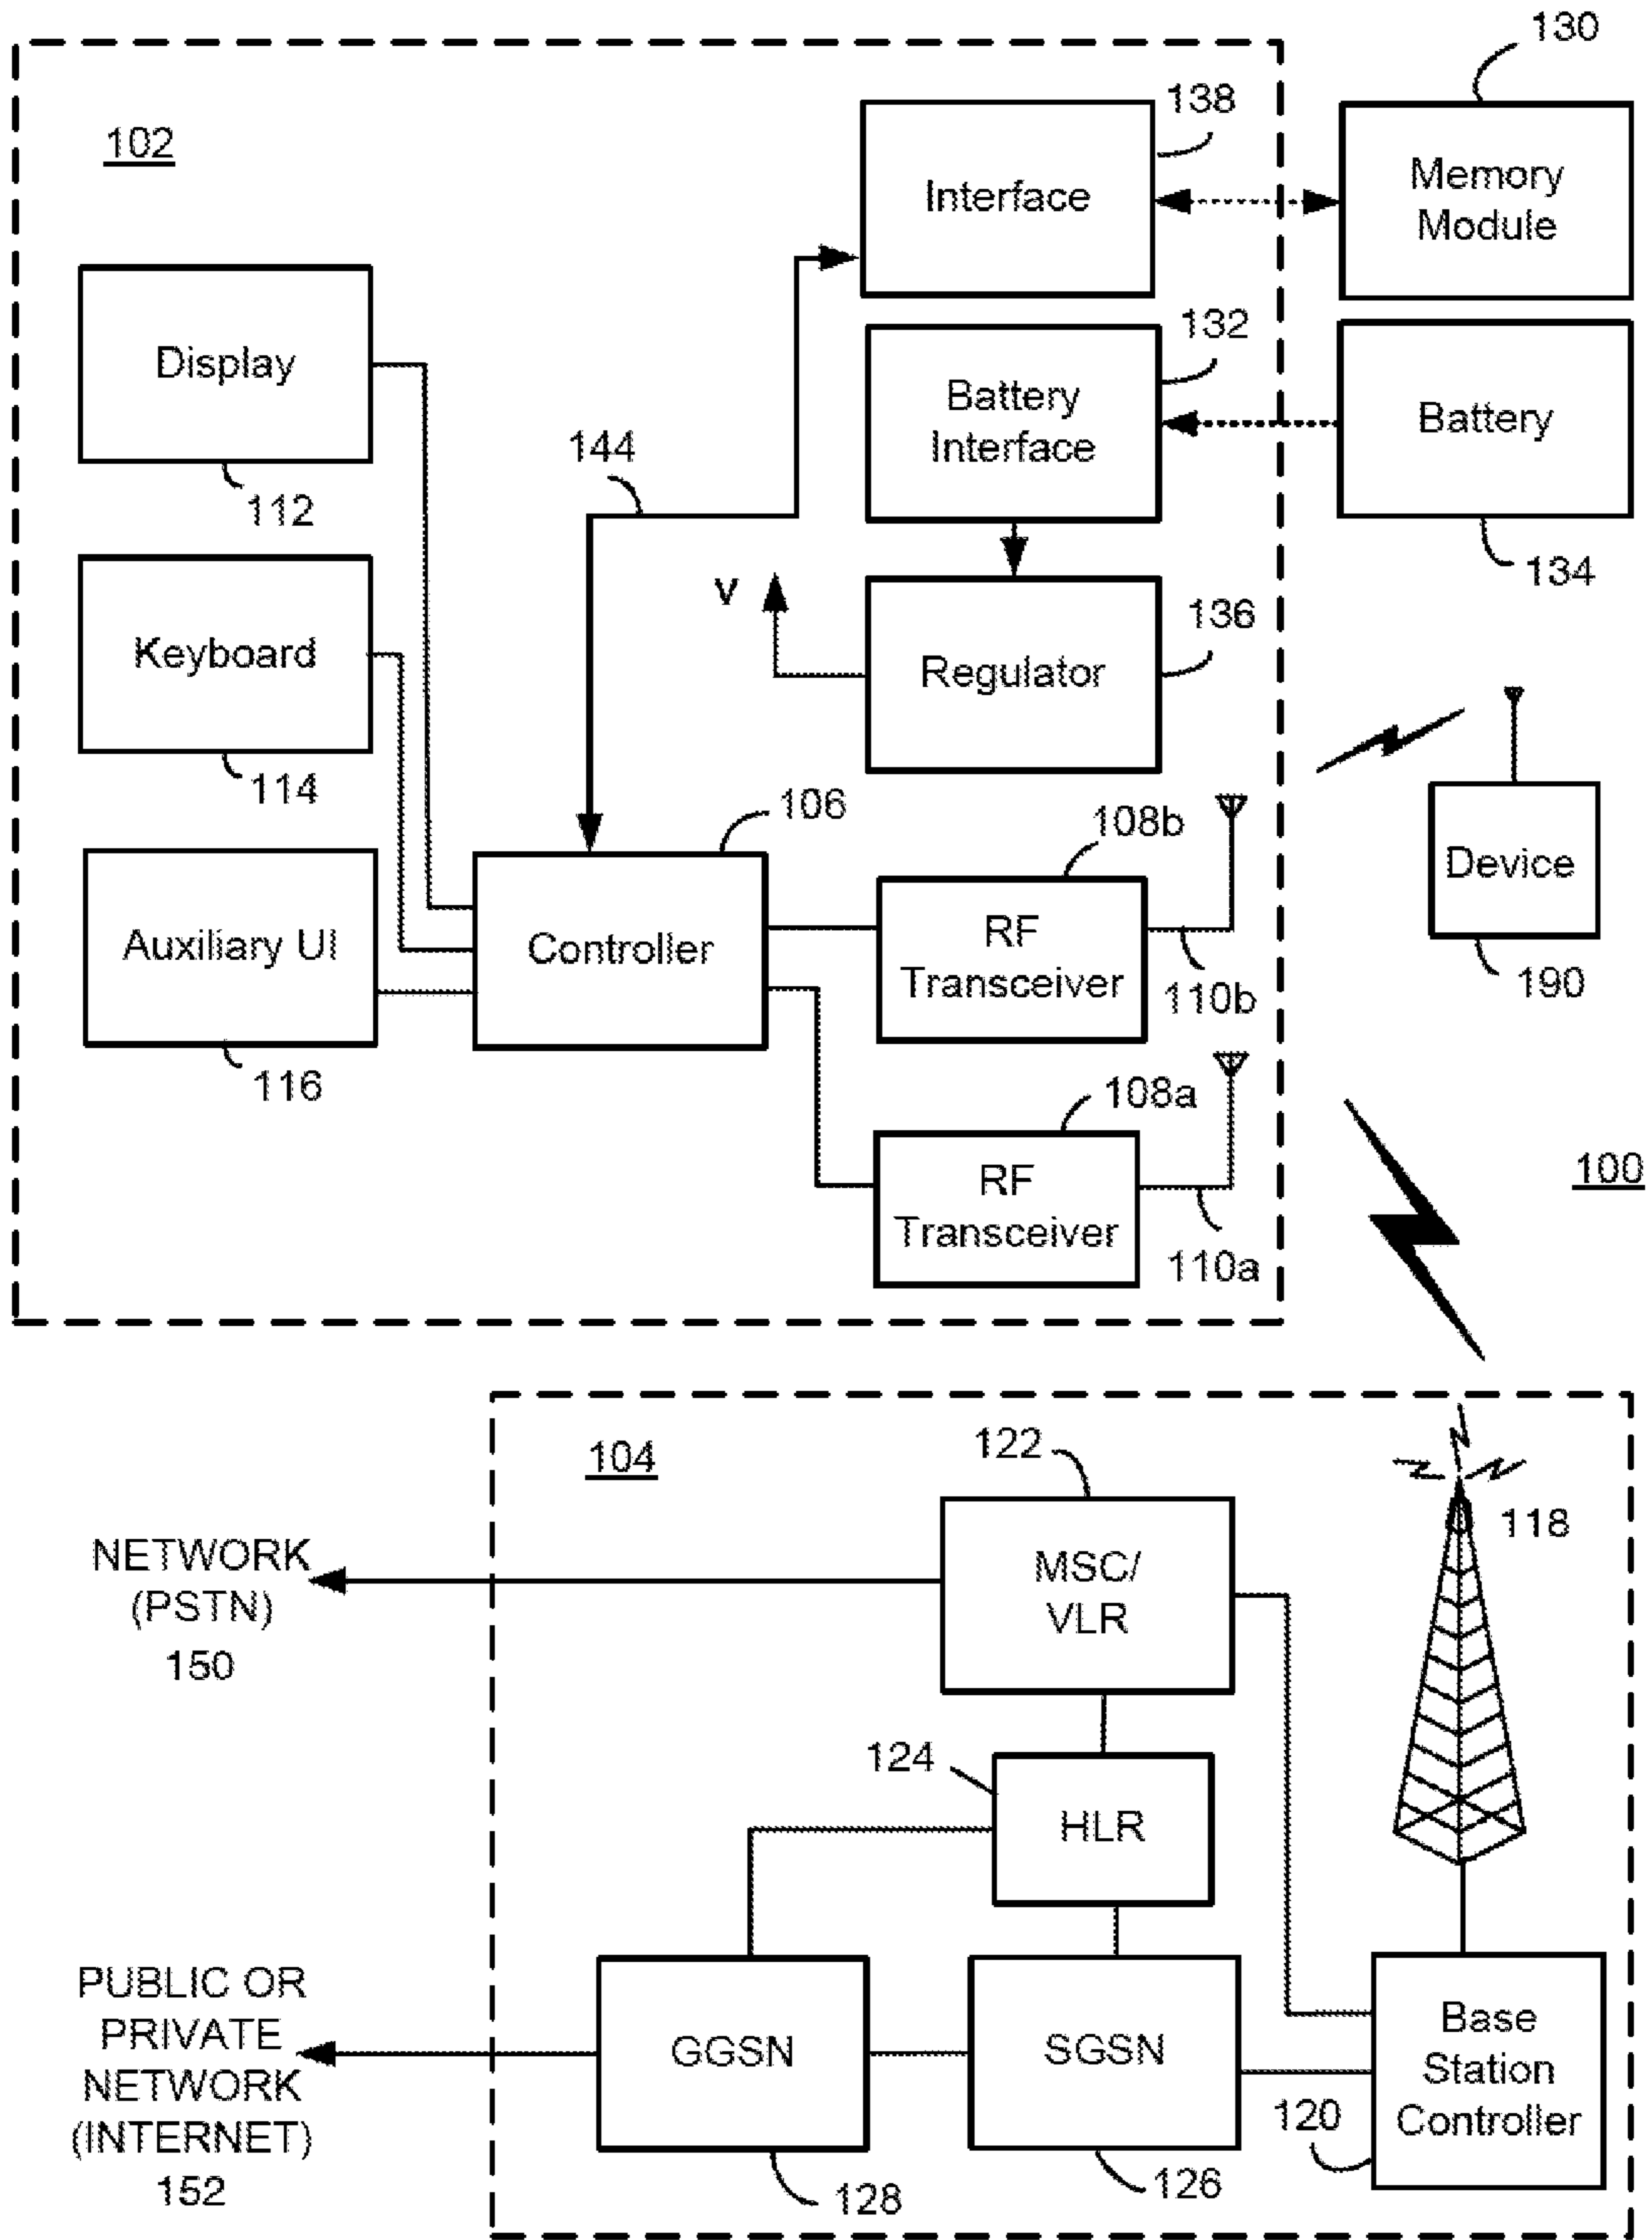 130
138
102
Interface
Memory
Module
132
Display
Battery
Interface
Battery
144
112
134
V
136
Keyboard
Regulator
114
106
108b
Device
Auxiliary UI
Controller
RF
Transceiver
110b
190
116
108a
100
RF
Transceiver
110a
122
104
118
NETWORK
(PSTN)
150
MSC/
VLR
124
HLR
PUBLIC OR
PRIVATE
NETWORK
(INTERNET)
152
GGSN
SGSN
Base
Station
Controller
120
128
126